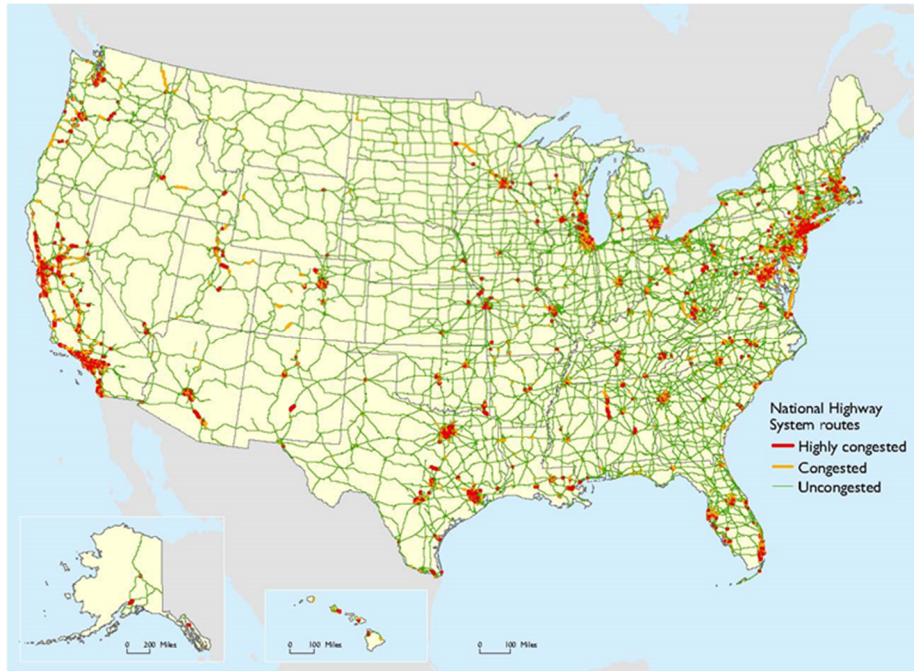 National Highway
System routes
Highly congested
Congested
Uncongested
0 200 Miles
0 100 Miles
0 100 Miles